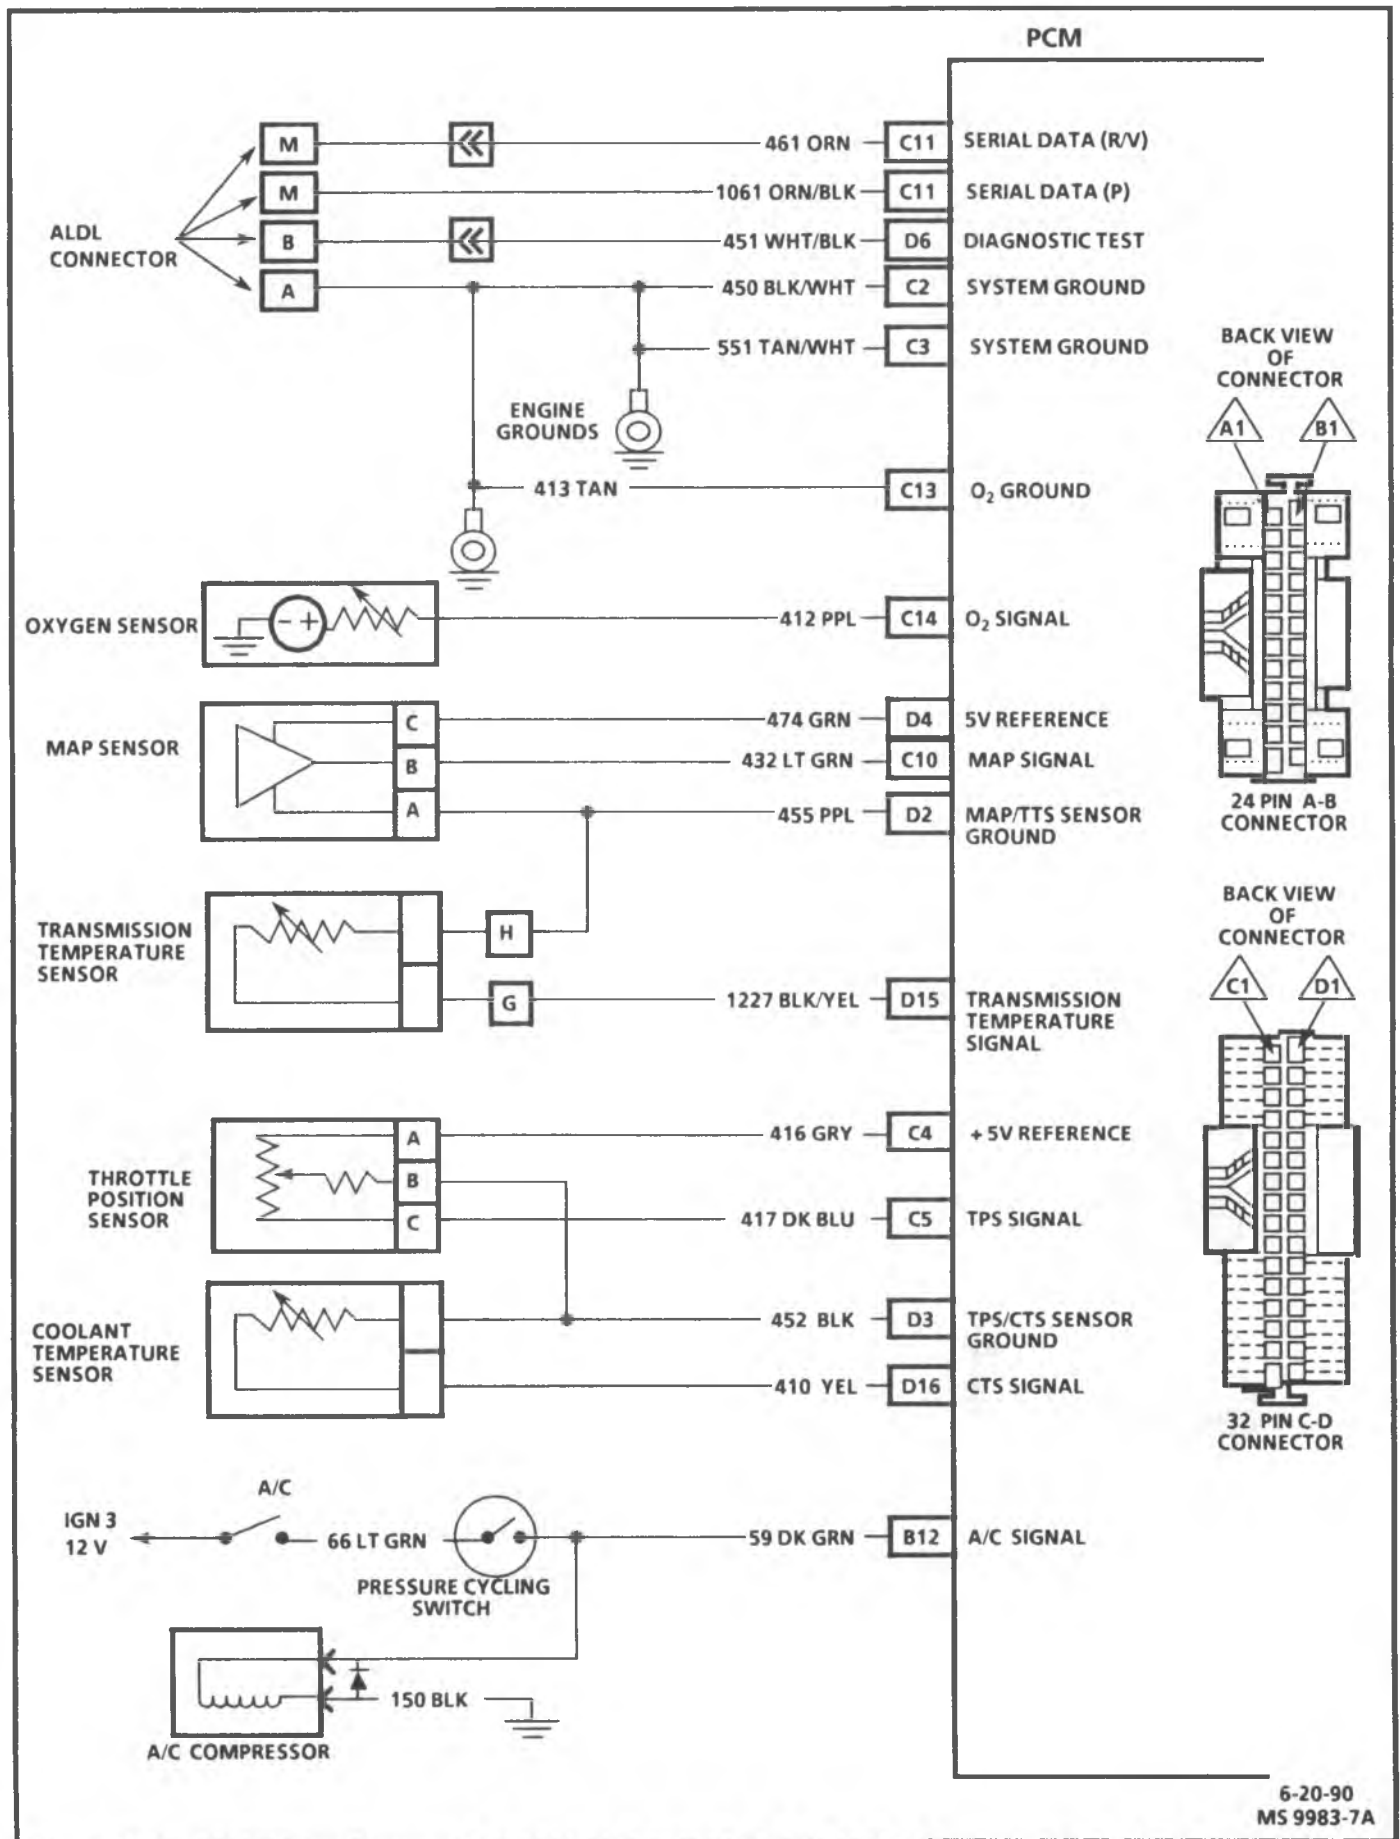 PCM
M
461 ORN
C11
SERIAL DATA (R/V)
M
1061 ORN/BLK
C11
SERIAL DATA (P)
ALDL
CONNECTOR
B
451 WHT/BLK
D6
DIAGNOSTIC TEST
A
450 BLK/WHT
C2
SYSTEM GROUND
551 TAN/WHT
C3
SYSTEM GROUND
ENGINE
GROUNDS
413 TAN
C13
O₂ GROUND
OXYGEN SENSOR
- +
412 PPL
C14
O₂ SIGNAL
MAP SENSOR
C
474 GRN
D4
5V REFERENCE
B
432 LT GRN
C10
MAP SIGNAL
A
455 PPL
D2
MAP/TTS SENSOR
GROUND
TRANSMISSION
TEMPERATURE
SENSOR
H
G
1227 BLK/YEL
D15
TRANSMISSION
TEMPERATURE
SIGNAL
THROTTLE
POSITION
SENSOR
A
416 GRY
C4
+ 5V REFERENCE
B
C
417 DK BLU
C5
TPS SIGNAL
COOLANT
TEMPERATURE
SENSOR
452 BLK
D3
TPS/CTS SENSOR
GROUND
410 YEL
D16
CTS SIGNAL
A/C
IGN 3
12 V
66 LT GRN
PRESSURE CYCLING
SWITCH
59 DK GRN
B12
A/C SIGNAL
150 BLK
A/C COMPRESSOR
BACK VIEW
OF
CONNECTOR
A1
B1
24 PIN A-B
CONNECTOR
BACK VIEW
OF
CONNECTOR
C1
D1
32 PIN C-D
CONNECTOR
6-20-90
MS 9983-7A